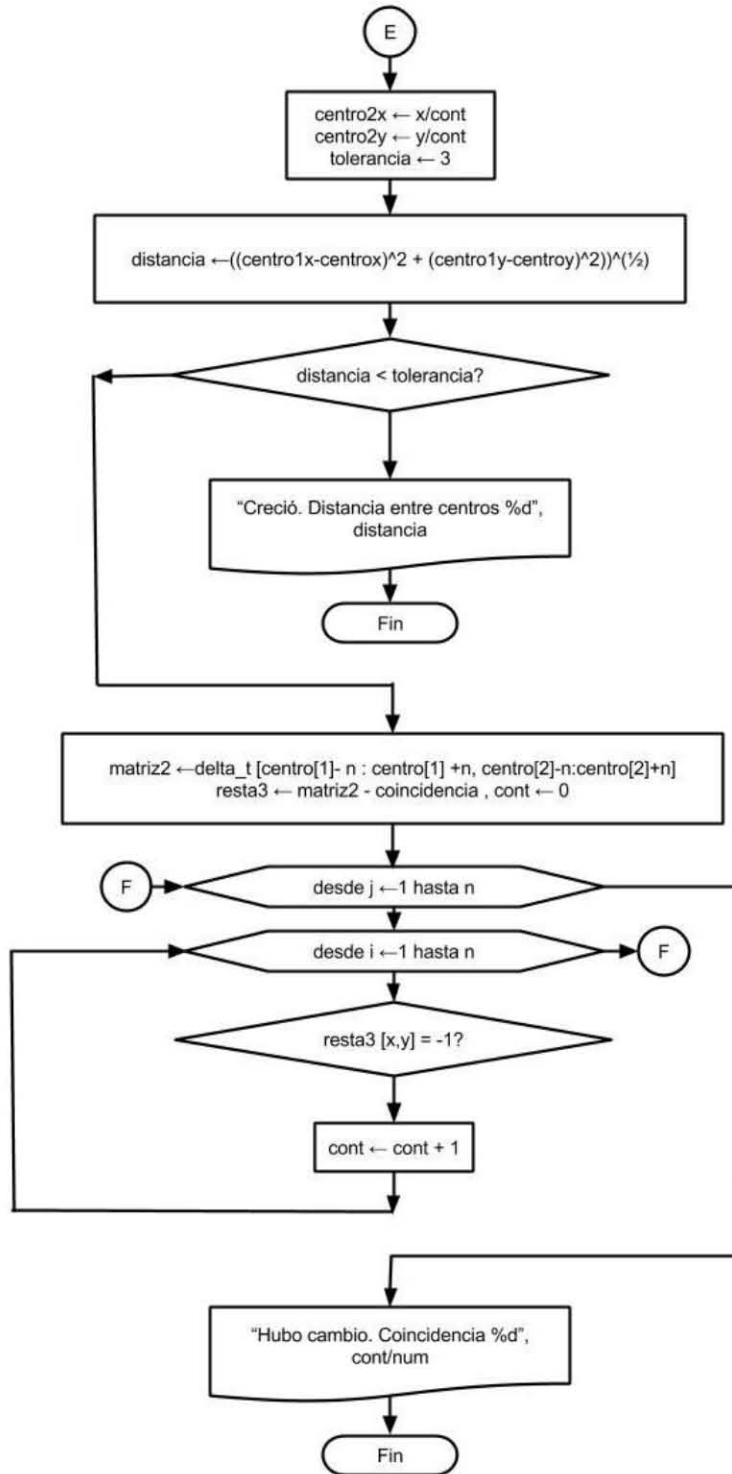 E
centro2x ← x/cont
centro2y ← y/cont
tolerancia ← 3
distancia ←((centro1x-centrox)^2 + (centro1y-centroy)^2))^(½)
distancia < tolerancia?
“Creció. Distancia entre centros %d”,
distancia
Fin
matriz2 ←delta_t [centro[1]- n : centro[1] +n, centro[2]-n:centro[2]+n]
resta3 ← matriz2 - coincidencia , cont ← 0
F
desde j ←1 hasta n
desde i ←1 hasta n
F
resta3 [x,y] = -1?
cont ← cont + 1
“Hubo cambio. Coincidencia %d”,
cont/num
Fin